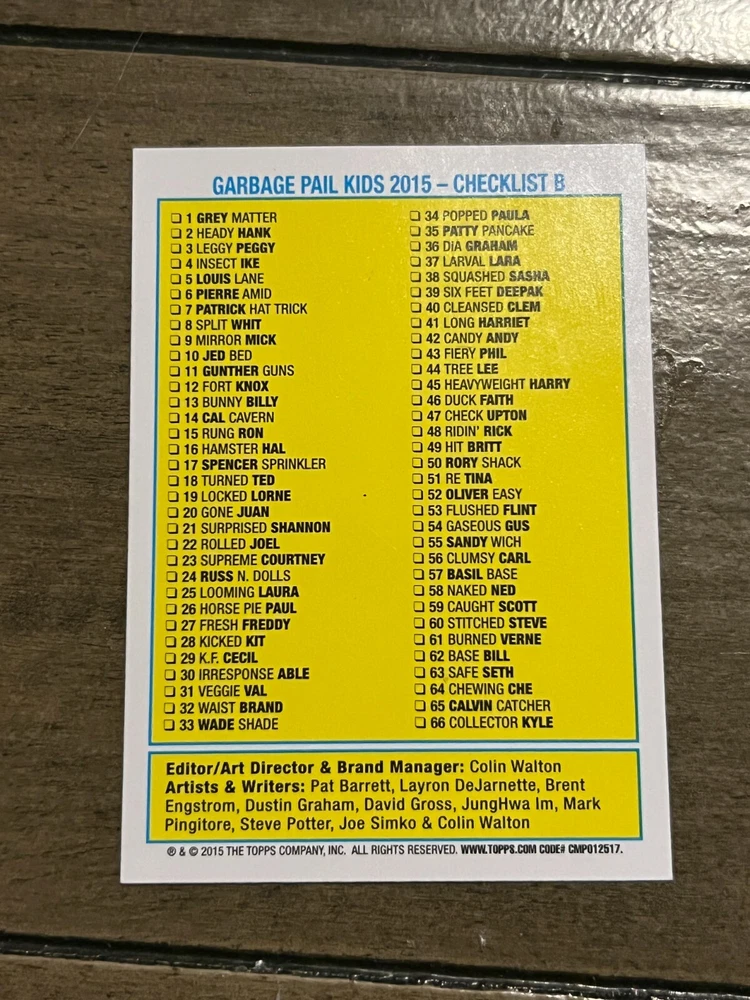 GARBAGE PAIL KIDS 2015 – CHECKLIST B
❏ 1 GREY MATTER
❏ 2 HEADY HANK
❏ 3 LEGGY PEGGY
❏ 4 INSECT IKE
❏ 5 LOUIS LANE
❏ 6 PIERRE AMID
❏ 7 PATRICK HAT TRICK
❏ 8 SPLIT WHIT
❏ 9 MIRROR MICK
❏ 10 JED BED
❏ 11 GUNTHER GUNS
❏ 12 FORT KNOX
❏ 13 BUNNY BILLY
❏ 14 CAL CAVERN
❏ 15 RUNG RON
❏ 16 HAMSTER HAL
❏ 17 SPENCER SPRINKLER
❏ 18 TURNED TED
❏ 19 LOCKED LORNE
❏ 20 GONE JUAN
❏ 21 SURPRISED SHANNON
❏ 22 ROLLED JOEL
❏ 23 SUPREME COURTNEY
❏ 24 RUSS N. DOLLS
❏ 25 LOOMING LAURA
❏ 26 HORSE PIE PAUL
❏ 27 FRESH FREDDY
❏ 28 KICKED KIT
❏ 29 K.F. CECIL
❏ 30 IRRESPONSE ABLE
❏ 31 VEGGIE VAL
❏ 32 WAIST BRAND
❏ 33 WADE SHADE
❏ 34 POPPED PAULA
❏ 35 PATTY PANCAKE
❏ 36 DIA GRAHAM
❏ 37 LARVAL LARA
❏ 38 SQUASHED SASHA
❏ 39 SIX FEET DEEPAK
❏ 40 CLEANSED CLEM
❏ 41 LONG HARRIET
❏ 42 CANDY ANDY
❏ 43 FIERY PHIL
❏ 44 TREE LEE
❏ 45 HEAVYWEIGHT HARRY
❏ 46 DUCK FAITH
❏ 47 CHECK UPTON
❏ 48 RIDIN' RICK
❏ 49 HIT BRITT
❏ 50 RORY SHACK
❏ 51 RE TINA
❏ 52 OLIVER EASY
❏ 53 FLUSHED FLINT
❏ 54 GASEOUS GUS
❏ 55 SANDY WICH
❏ 56 CLUMSY CARL
❏ 57 BASIL BASE
❏ 58 NAKED NED
❏ 59 CAUGHT SCOTT
❏ 60 STITCHED STEVE
❏ 61 BURNED VERNE
❏ 62 BASE BILL
❏ 63 SAFE SETH
❏ 64 CHEWING CHE
❏ 65 CALVIN CATCHER
❏ 66 COLLECTOR KYLE
Editor/Art Director & Brand Manager: Colin Walton
Artists & Writers: Pat Barrett, Layron DeJarnette, Brent
Engstrom, Dustin Graham, David Gross, JungHwa Im, Mark
Pingitore, Steve Potter, Joe Simko & Colin Walton
® & © 2015 THE TOPPS COMPANY, INC. ALL RIGHTS RESERVED. WWW.TOPPS.COM CODE# CMP012517.